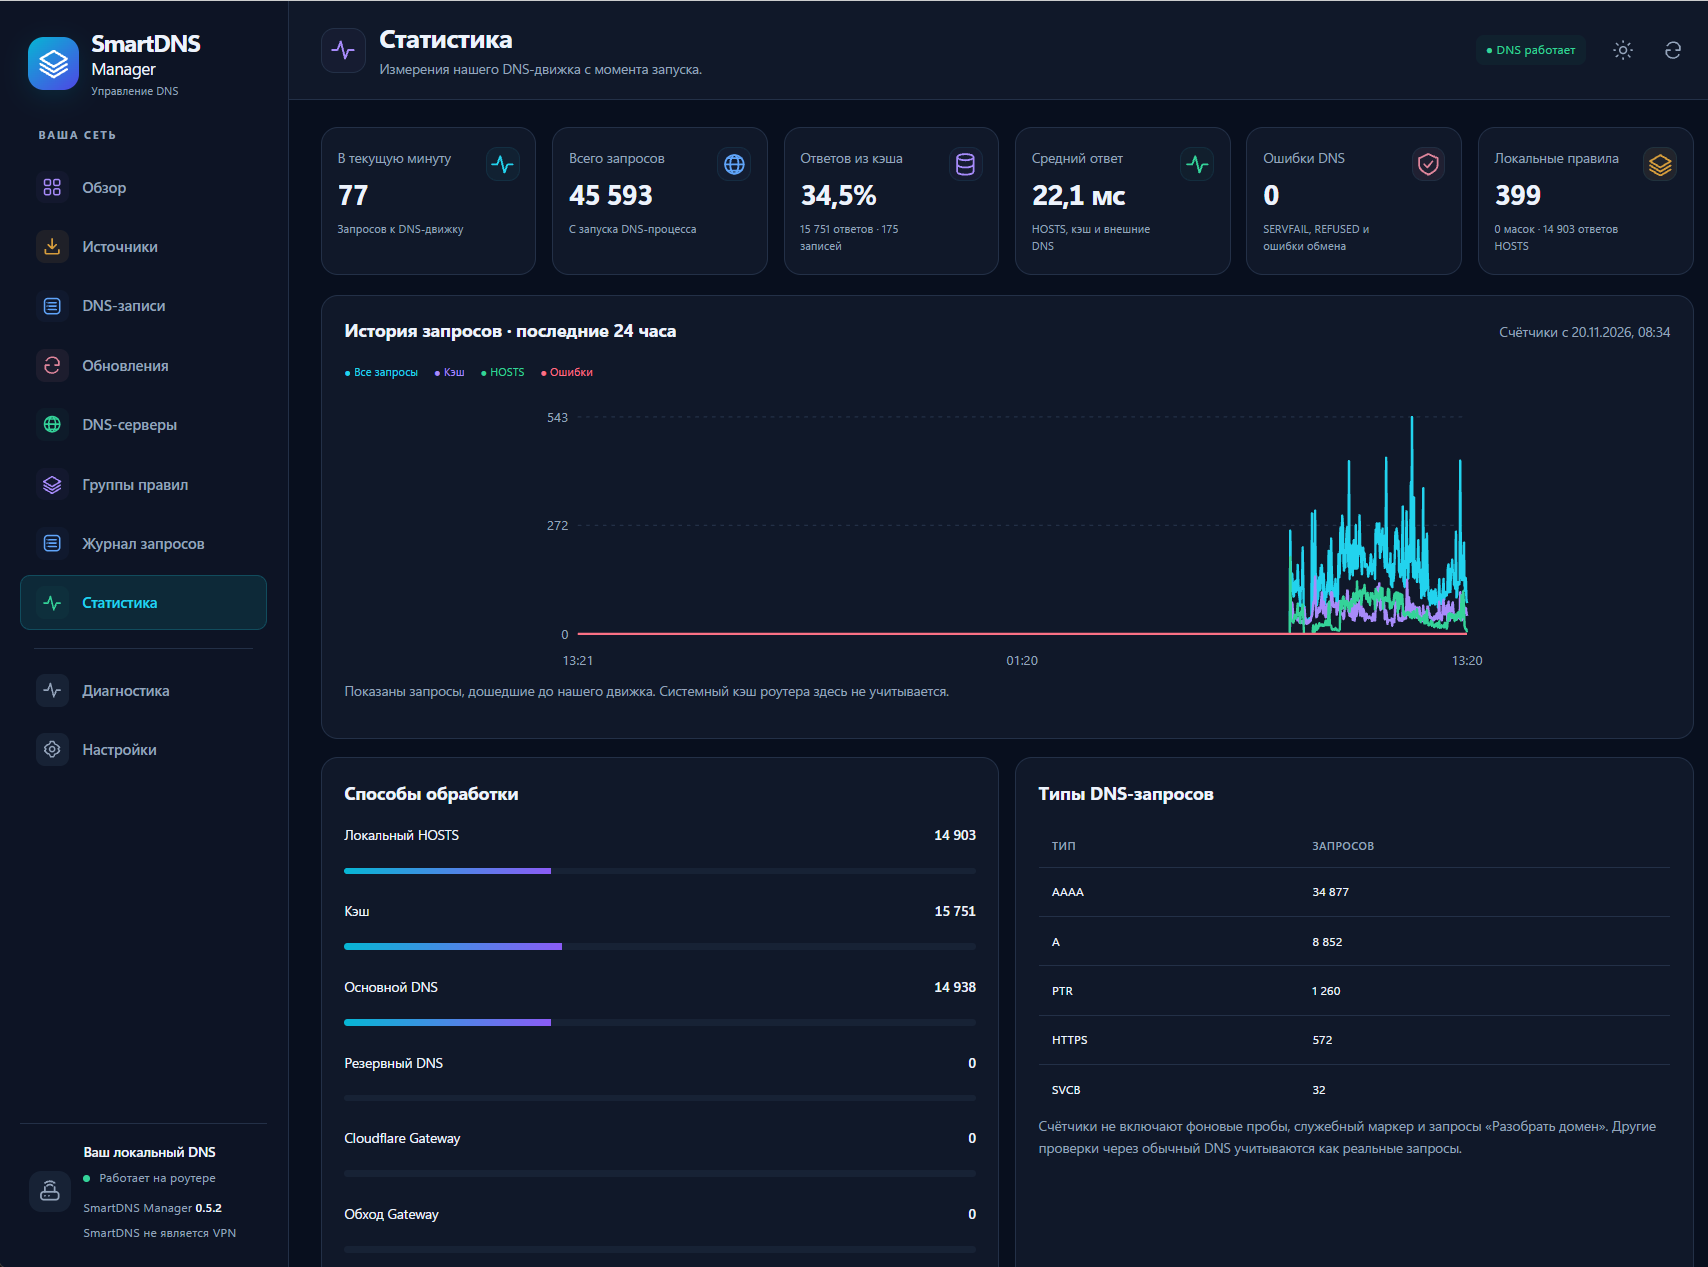 SmartDNS
Manager
Управление DNS
ВАША СЕТЬ
Обзор
Источники
DNS-записи
Обновления
DNS-серверы
Группы правил
Журнал запросов
Статистика
Диагностика
Настройки
Ваш локальный DNS
Работает на роутере
SmartDNS Manager 0.5.2
SmartDNS не является VPN
Статистика
Измерения нашего DNS-движка с момента запуска.
DNS работает
В текущую минуту
77
Запросов к DNS-движку
Всего запросов
45 593
С запуска DNS-процесса
Ответов из кэша
34,5%
15 751 ответов · 175
записей
Средний ответ
22,1 мс
HOSTS, кэш и внешние
DNS
Ошибки DNS
0
SERVFAIL, REFUSED и
ошибки обмена
Локальные правила
399
0 масок · 14 903 ответов
HOSTS
История запросов · последние 24 часа
Счётчики с 20.11.2026, 08:34
Все запросы Кэш HOSTS Ошибки
543
272
0
13:21 01:20 13:20
Показаны запросы, дошедшие до нашего движка. Системный кэш роутера здесь не учитывается.
Способы обработки
Локальный HOSTS 14 903
Кэш 15 751
Основной DNS 14 938
Резервный DNS 0
Cloudflare Gateway 0
Обход Gateway 0
Типы DNS-запросов
ТИП ЗАПРОСОВ
AAAA 34 877
A 8 852
PTR 1 260
HTTPS 572
SVCB 32
Счётчики не включают фоновые пробы, служебный маркер и запросы «Разобрать домен». Другие
проверки через обычный DNS учитываются как реальные запросы.